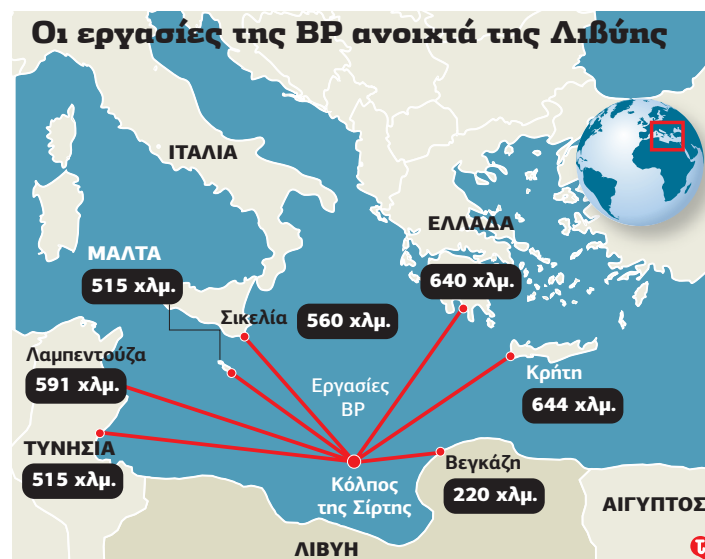 Οι εργασίες της BP ανοιχτά της Λιβύης
ΙΤΑΛΙΑ
ΕΛΛΑΔΑ
ΜΑΛΤΑ
515 χλμ.
640 χλμ.
Σικελία
560 χλμ.
Λαμπεντούζα
591 χλμ.
Εργασίες
BP
Κρήτη
644 χλμ.
ΤΥΝΗΣΙΑ
515 χλμ.
Βεγκάζη
220 χλμ.
Κόλπος
της Σίρτης
ΑΙΓΥΠΤΟΣ
ΛΙΒΥΗ